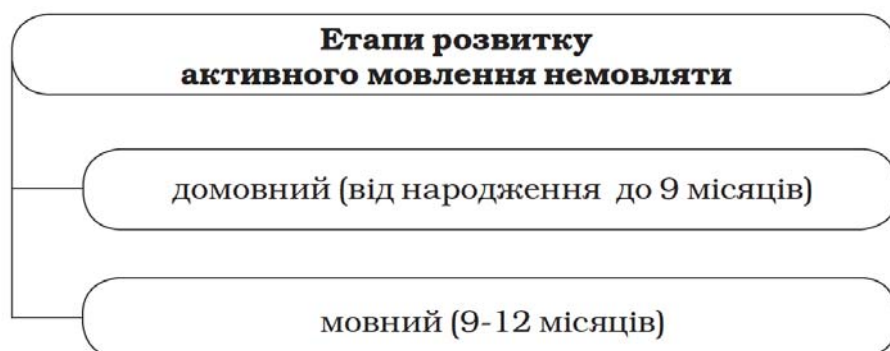 Етапи розвитку
активного мовлення немовляти
домовний (від народження до 9 місяців)
мовний (9-12 місяців)